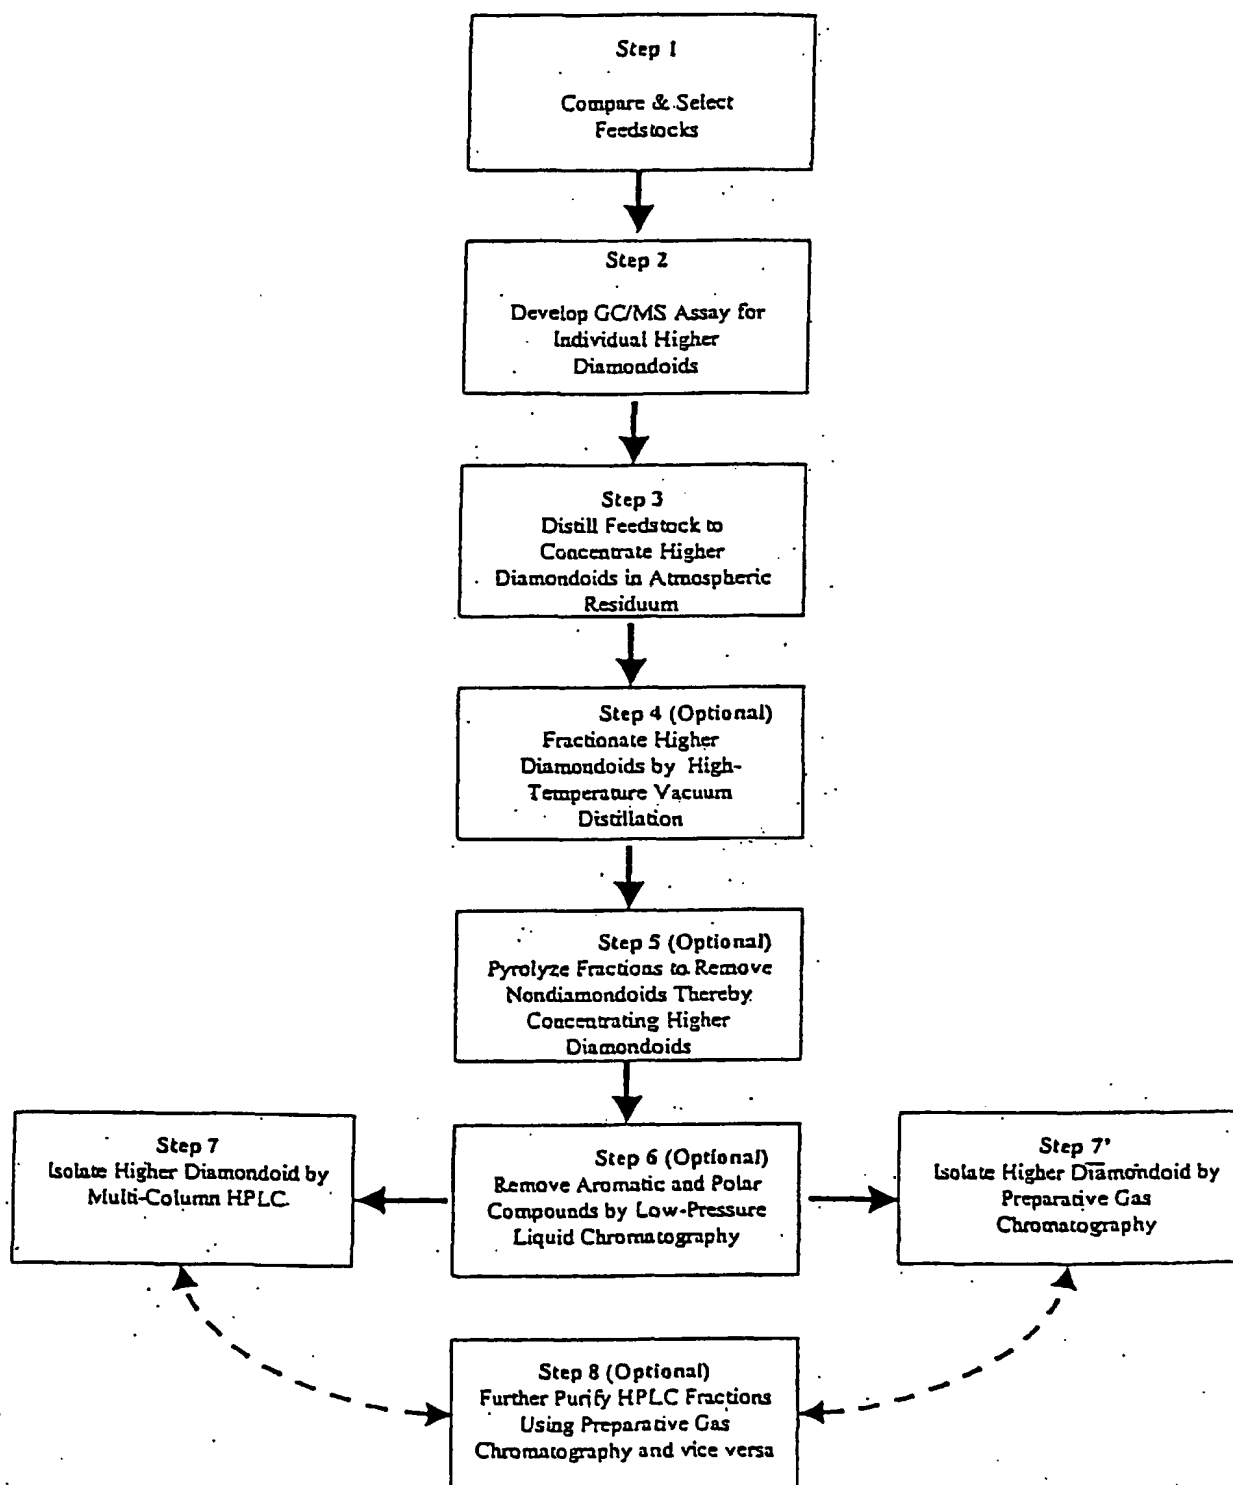 Step 1
Compare & Select
Feedstocks
Step 2
Develop GC/MS Assay for
Individual Higher
Diamondoids
Step 3
Distill Feedstock to
Concentrate Higher
Diamondoids in Atmospheric
Residuum
Step 4 (Optional)
Fractionate Higher
Diamondoids by High-
Temperature Vacuum
Distillation
Step 5 (Optional)
Pyrolyze Fractions to Remove
Nondiamondoids Thereby
Concentrating Higher
Diamondoids
Step 6 (Optional)
Remove Aromatic and Polar
Compounds by Low-Pressure
Liquid Chromatography
Step 7
Isolate Higher Diamondoid by
Multi-Column HPLC
Step 7'
Isolate Higher Diamondoid by
Preparative Gas
Chromatography
Step 8 (Optional)
Further Purify HPLC Fractions
Using Preparative Gas
Chromatography and vice versa